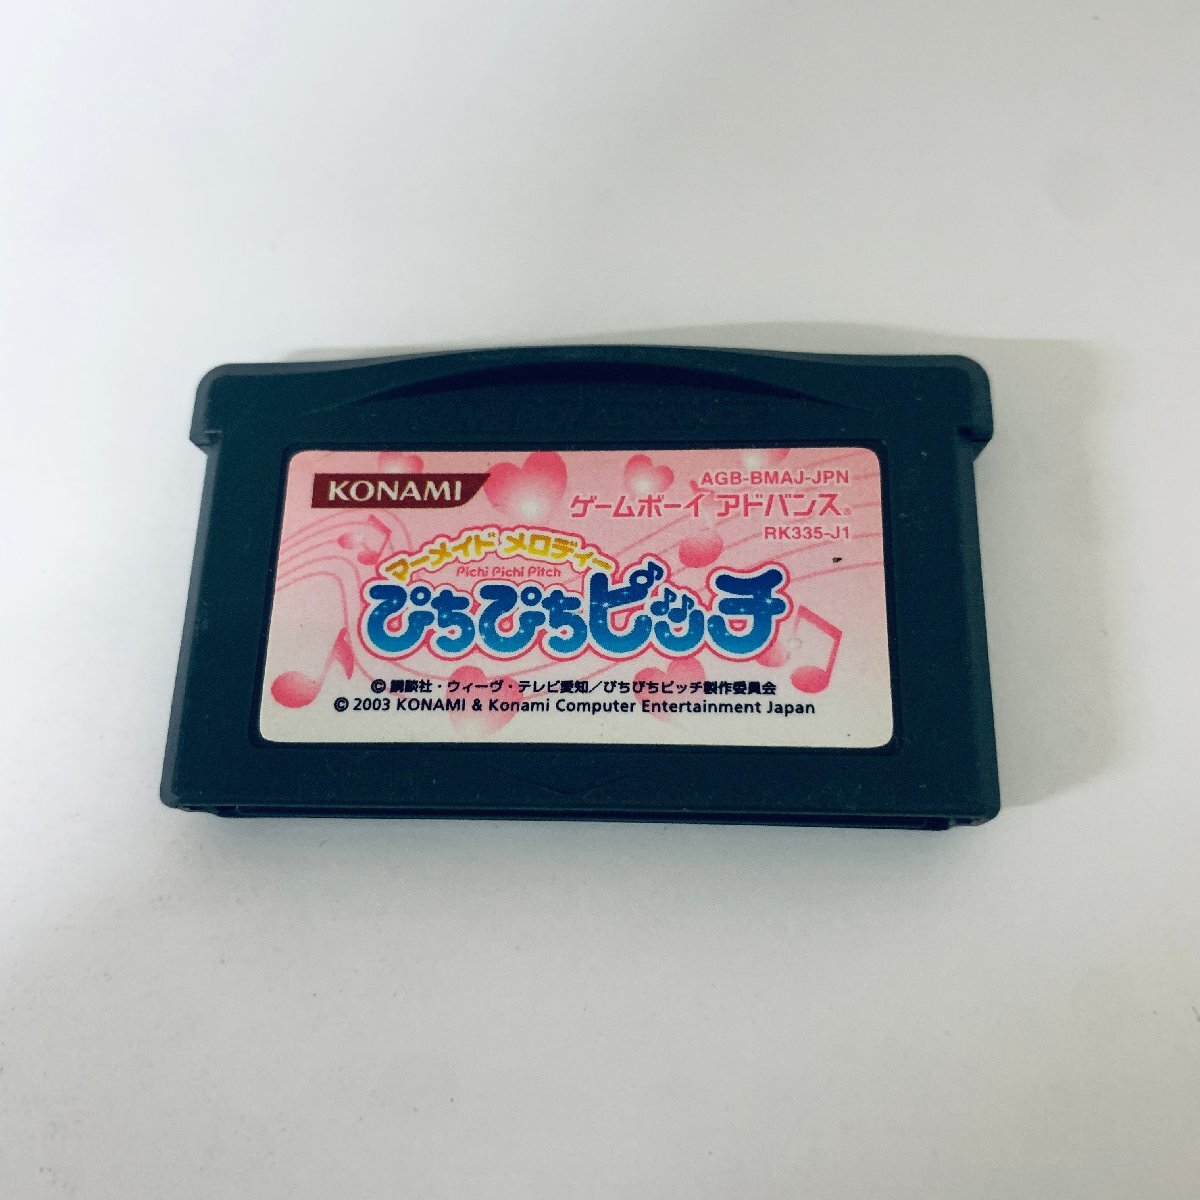 KONAMI
AGB-BMAJ-JPN
ゲームボーイ アドバンス®
RK335-J1
マーメイド メロディー
Pichi Pichi Pitch
ぴちぴちピッチ
© 講談社・ウィーヴ・テレビ愛知／ぴちぴちピッチ製作委員会
© 2003 KONAMI & Konami Computer Entertainment Japan